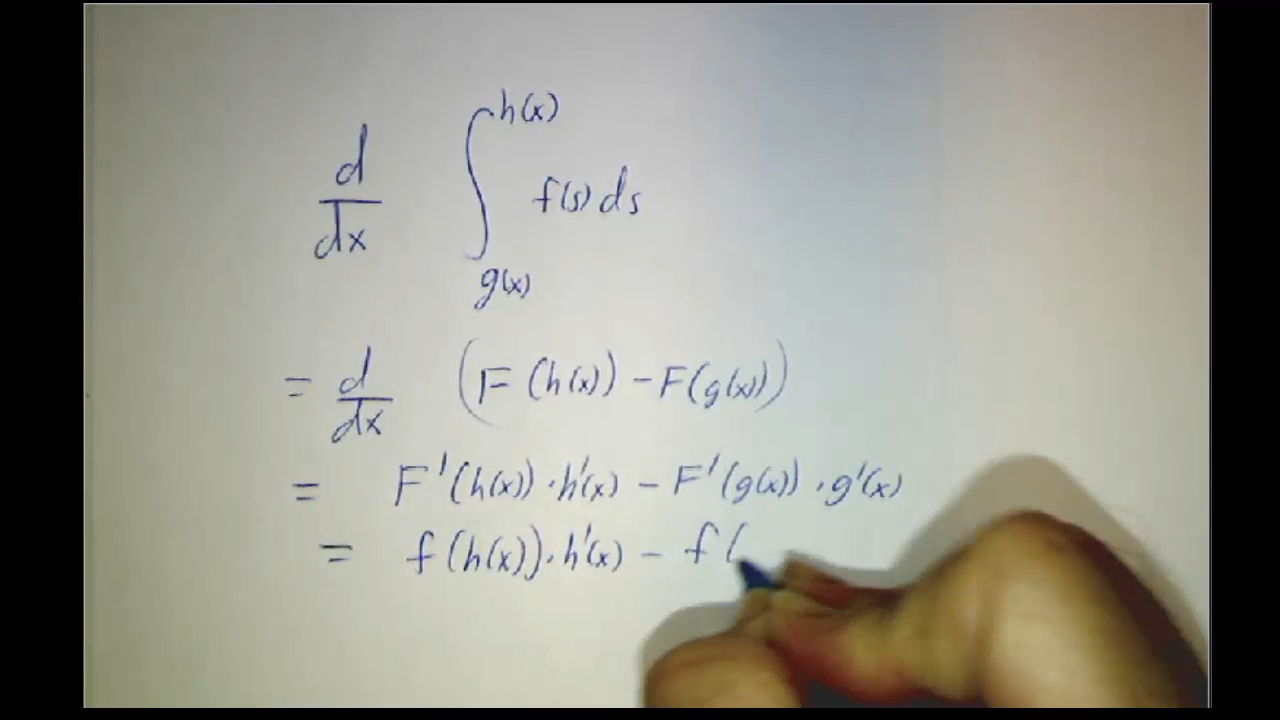 d/dx ∫_{g(x)}^{h(x)} f(s) ds
= d/dx (F(h(x)) - F(g(x)))
= F'(h(x)) · h'(x) - F'(g(x)) · g'(x)
= f(h(x)) · h'(x) - f(